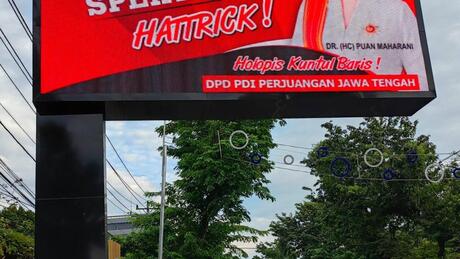 HATTRICK!
DR. (HC) PUAN MAHARANI
Holopis Kuntul Baris!
DPD PDI PERJUANGAN JAWA TENGAH